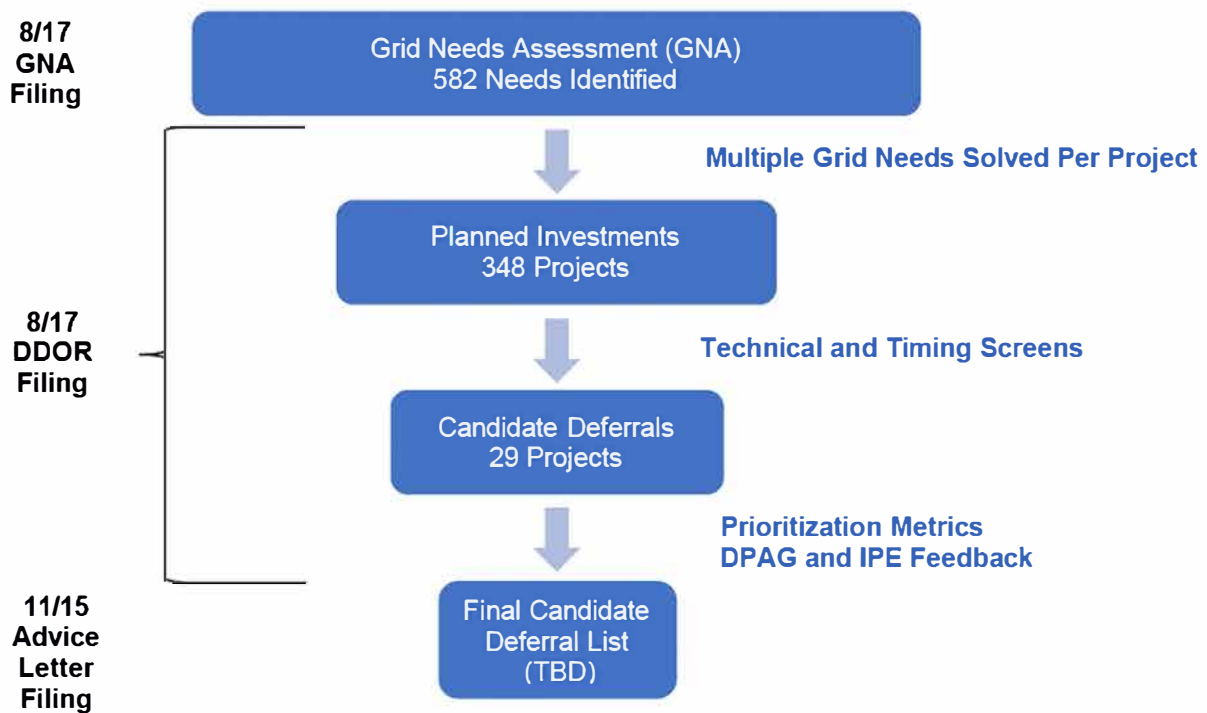 8/17
GNA
Filing
Grid Needs Assessment (GNA)
582 Needs Identified
Multiple Grid Needs Solved Per Project
Planned Investments
348 Projects
8/17
DDOR
Filing
Technical and Timing Screens
Candidate Deferrals
29 Projects
Prioritization Metrics
DPAG and IPE Feedback
11/15
Advice
Letter
Filing
Final Candidate
Deferral List
(TBD)